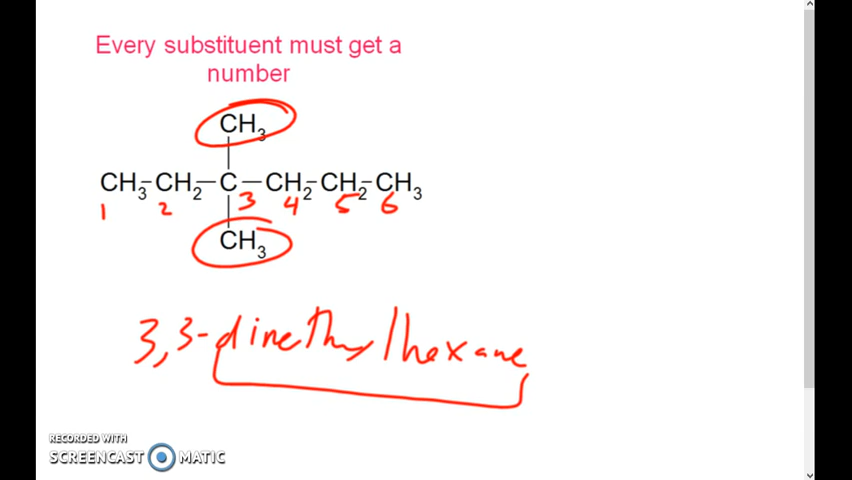 Every substituent must get a
number
CH3
CH3-CH2-C-CH2-CH2-CH3
1 2 3 4 5 6
CH3
3,3-dimethylhexane
RECORDED WITH
SCREENCAST MATIC